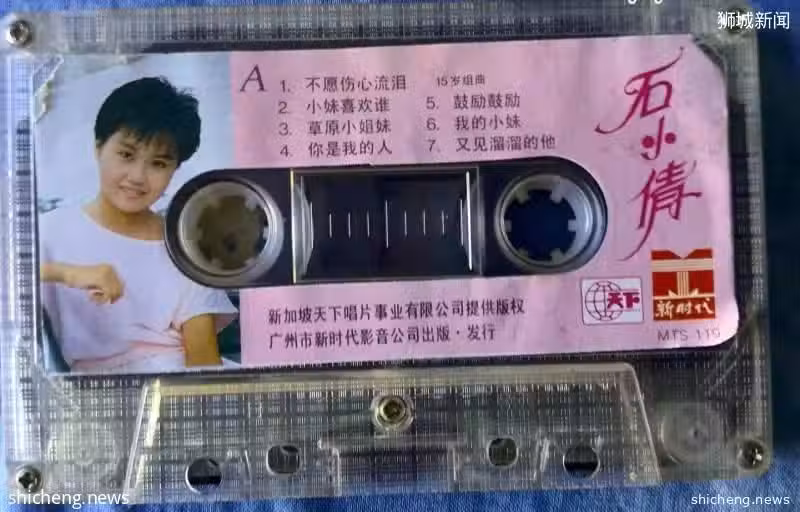 狮城新闻
A
1. 不愿伤心流泪
2. 小妹喜欢谁
3. 草原小姐妹
4. 你是我的人
15岁组曲
5. 鼓励鼓励
6. 我的小妹
7. 又见溜溜的他
石小倩
新加坡天下唱片事业有限公司提供版权
广州市新时代影音公司出版·发行
天下
新时代
MTS-119
shicheng.news
shicheng.news